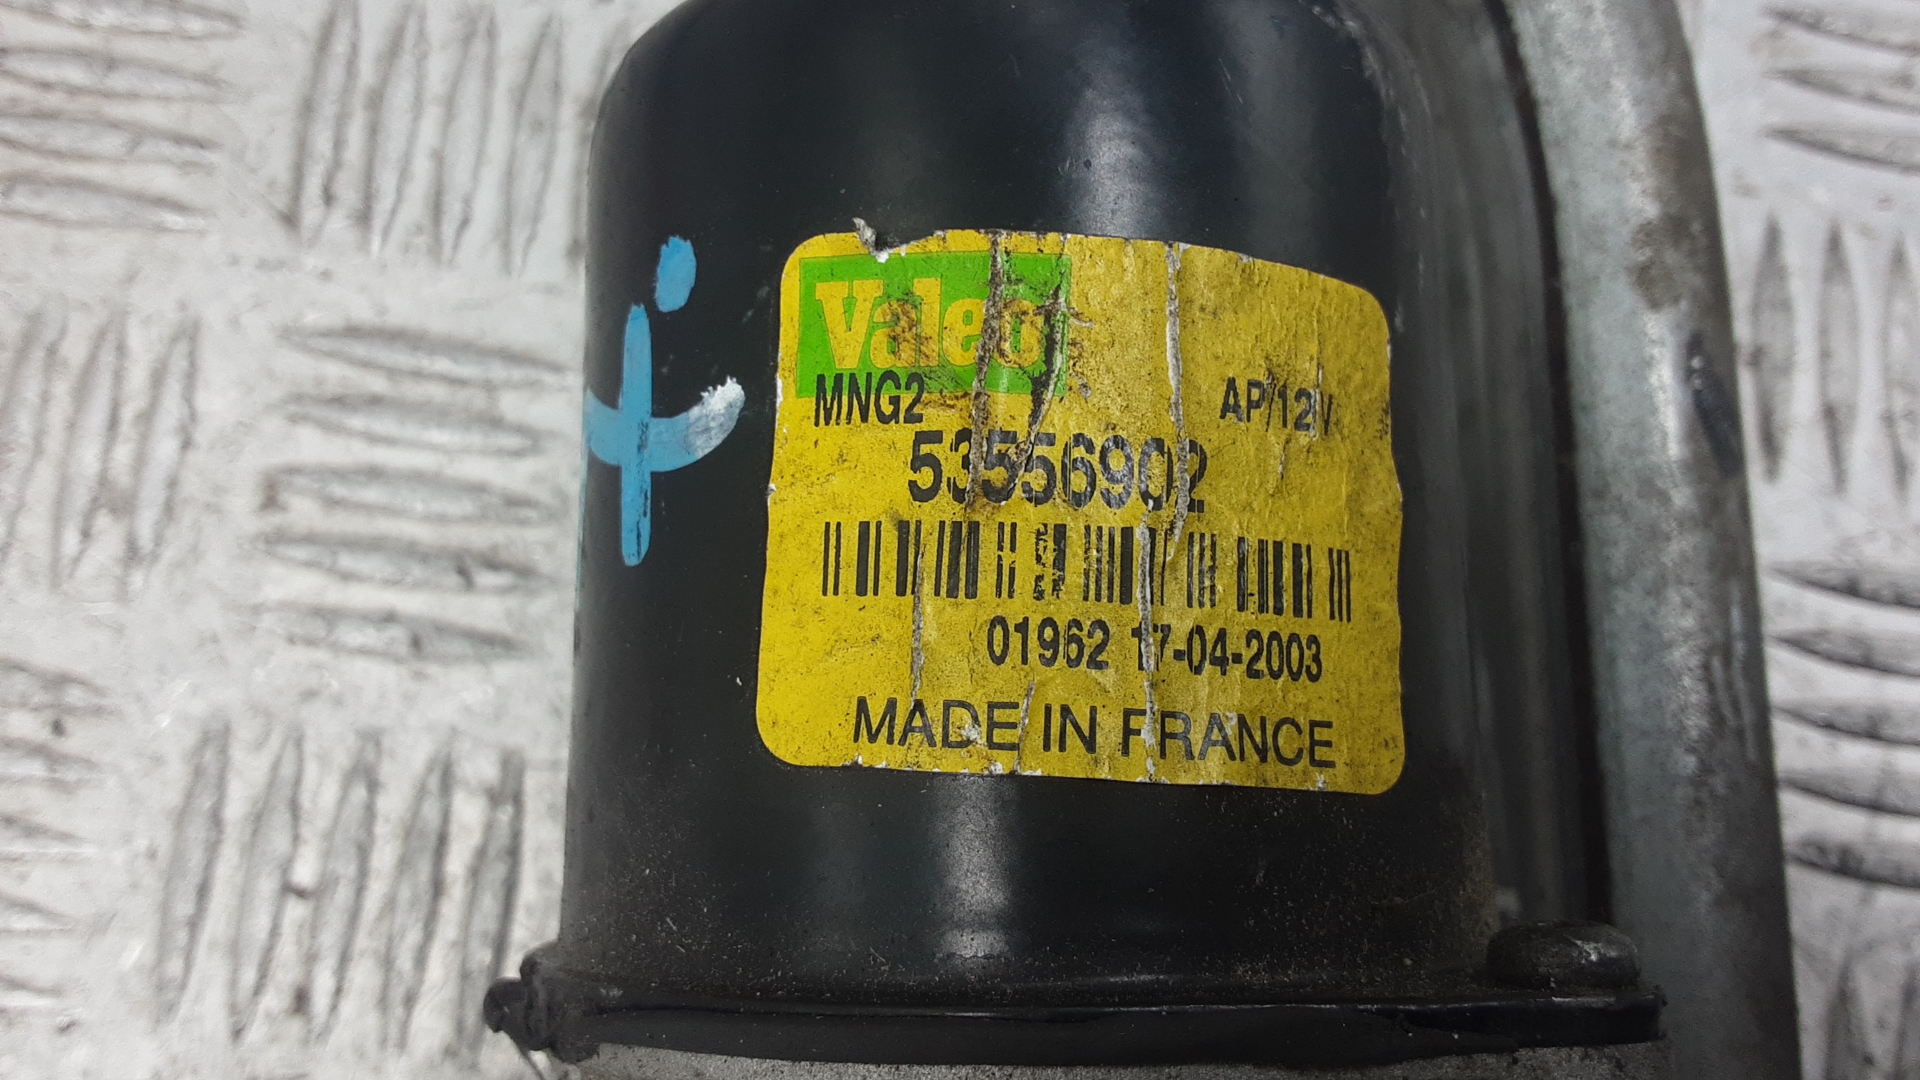 Valeo
MNG2 AP/12V
53556902
01962 17-04-2003
MADE IN FRANCE